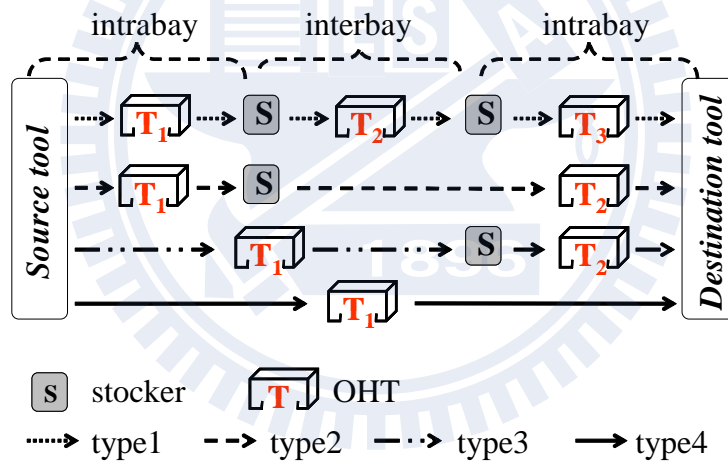 intrabay interbay intrabay
Source tool
T1 S T2 S T3
T1 S T2
T1 S T2
T1
Destination tool
1896
S stocker T OHT
type1 type2 type3 type4